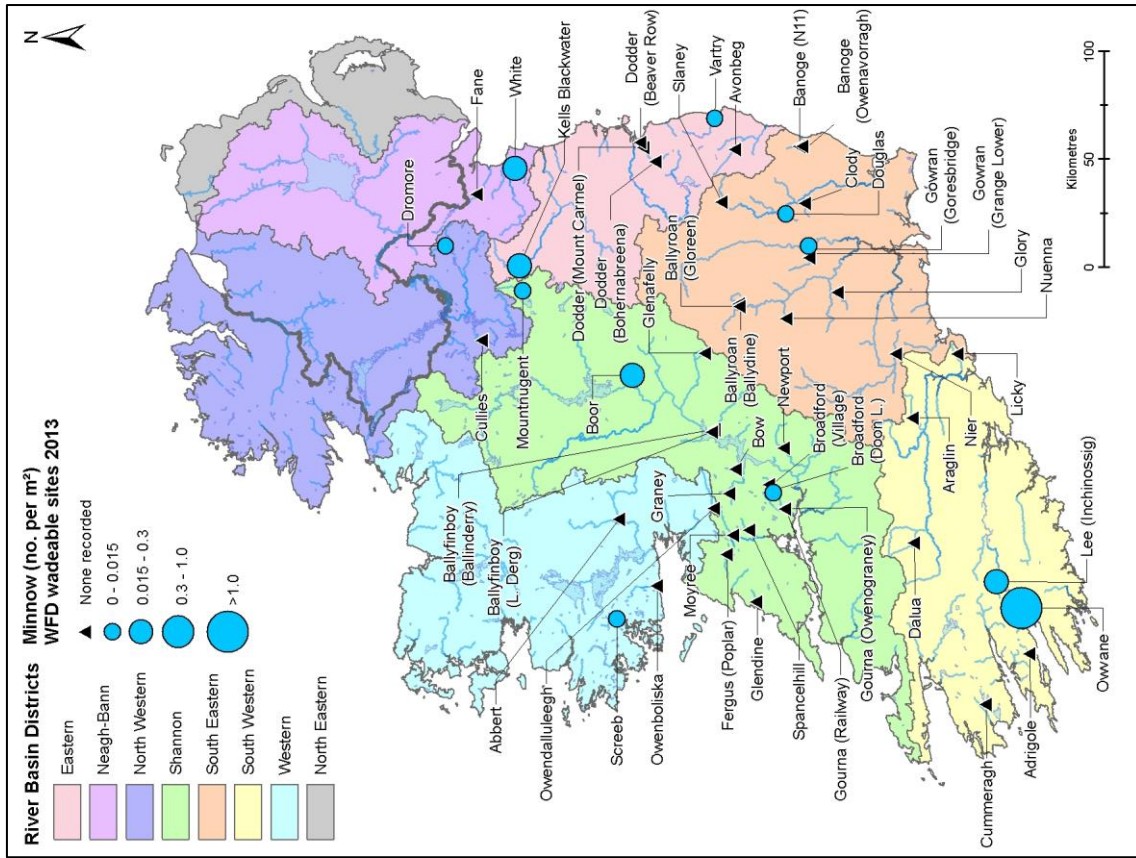 River Basin Districts
Eastern
Neagh-Bann
North Western
Shannon
South Eastern
South Western
Western
North Eastern
Minnow (no. per m²)
WFD wadeable sites 2013
None recorded
0 - 0.015
0.015 - 0.3
0.3 - 1.0
>1.0
N
Abbert
Owendalluleegh
Screeb
Owenboliska
Fergus (Poplar)
Glendine
Spancelhill
Gourna (Railway)
Gourna (Owenogarney)
Dalua
Cummeragh
Adrigole
Owvane
Lee (Inchinossig)
Araglin
Nier
Licky
Moyree
Graney
Ballyfinboy
(Ballinderry)
Ballyfinboy
(L. Derg)
Boor
Mountnugent
Cullies
Dromore
Fane
White
Kells Blackwater
Dodder (Mount Carmel)
Dodder
(Bohernabreena)
Dodder
(Beaver Row)
Slaney
Vartry
Avonbeg
Glenafelly
Ballyroan
(Gloreen)
Ballyroan
(Ballydine)
Bow
Newport
Broadford
(Village)
Broadford
(Doon L.)
Banoge (N11)
Banoge
(Owenavorragh)
Clody
Douglas
Gowran
(Goresbridge)
Gowran
(Grange Lower)
Glory
Nuenna
0
50
100
Kilometres